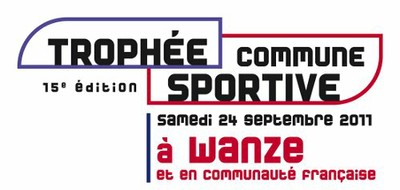 TROPHÉE COMMUNE
15e édition SPORTIVE
samedi 24 septembre 2011
à wanze
et en communauté française